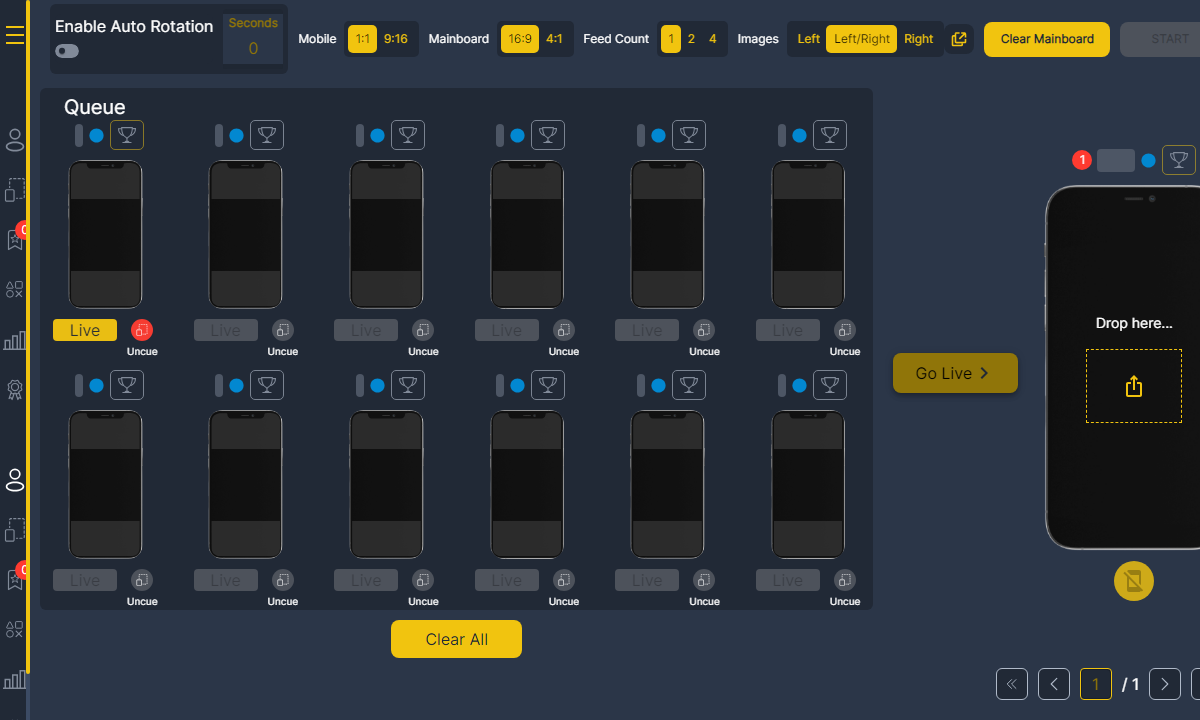 Enable Auto Rotation
Seconds
0
Mobile 1:1 9:16 Mainboard 16:9 4:1 Feed Count 1 2 4 Images Left Left/Right Right Clear Mainboard START
Queue
1
Live Live Live Live Live Live
Uncue Uncue Uncue Uncue Uncue Uncue
Go Live
Drop here...
Live Live Live Live Live Live
Uncue Uncue Uncue Uncue Uncue Uncue
Clear All
1 / 1